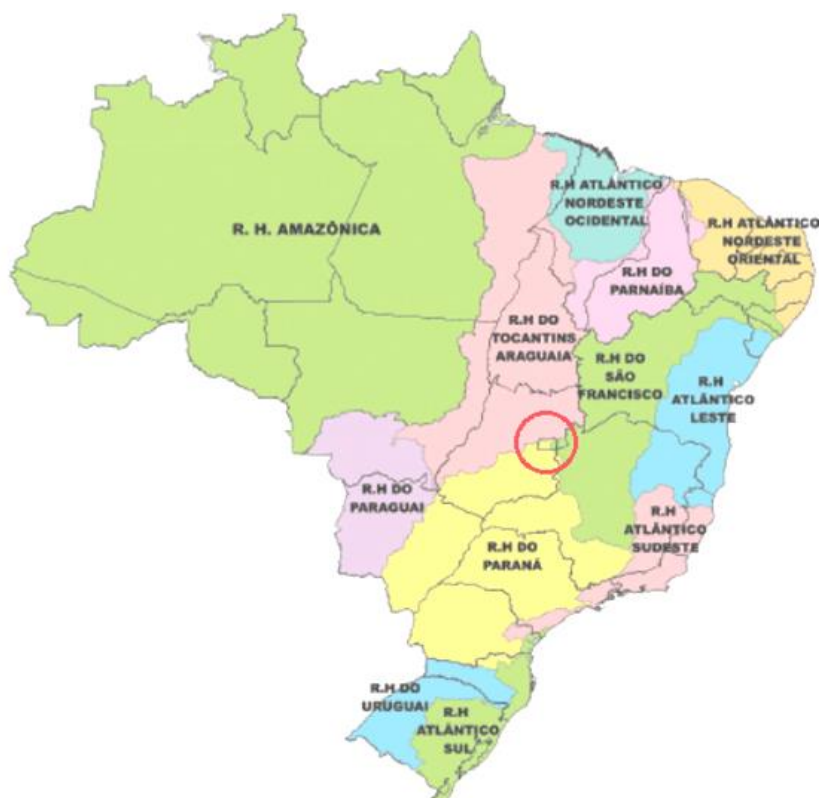 R. H. AMAZÔNICA
R.H ATLÂNTICO
NORDESTE
OCIDENTAL
R.H ATLÂNTICO
NORDESTE
ORIENTAL
R.H DO
PARNAÍBA
R.H DO
TOCANTINS
ARAGUAIA
R.H DO
SÃO
FRANCISCO
R.H
ATLÂNTICO
LESTE
R.H DO
PARAGUAI
R.H
ATLÂNTICO
SUDESTE
R.H DO
PARANÁ
R.H DO
URUGUAI
R.H
ATLÂNTICO
SUL